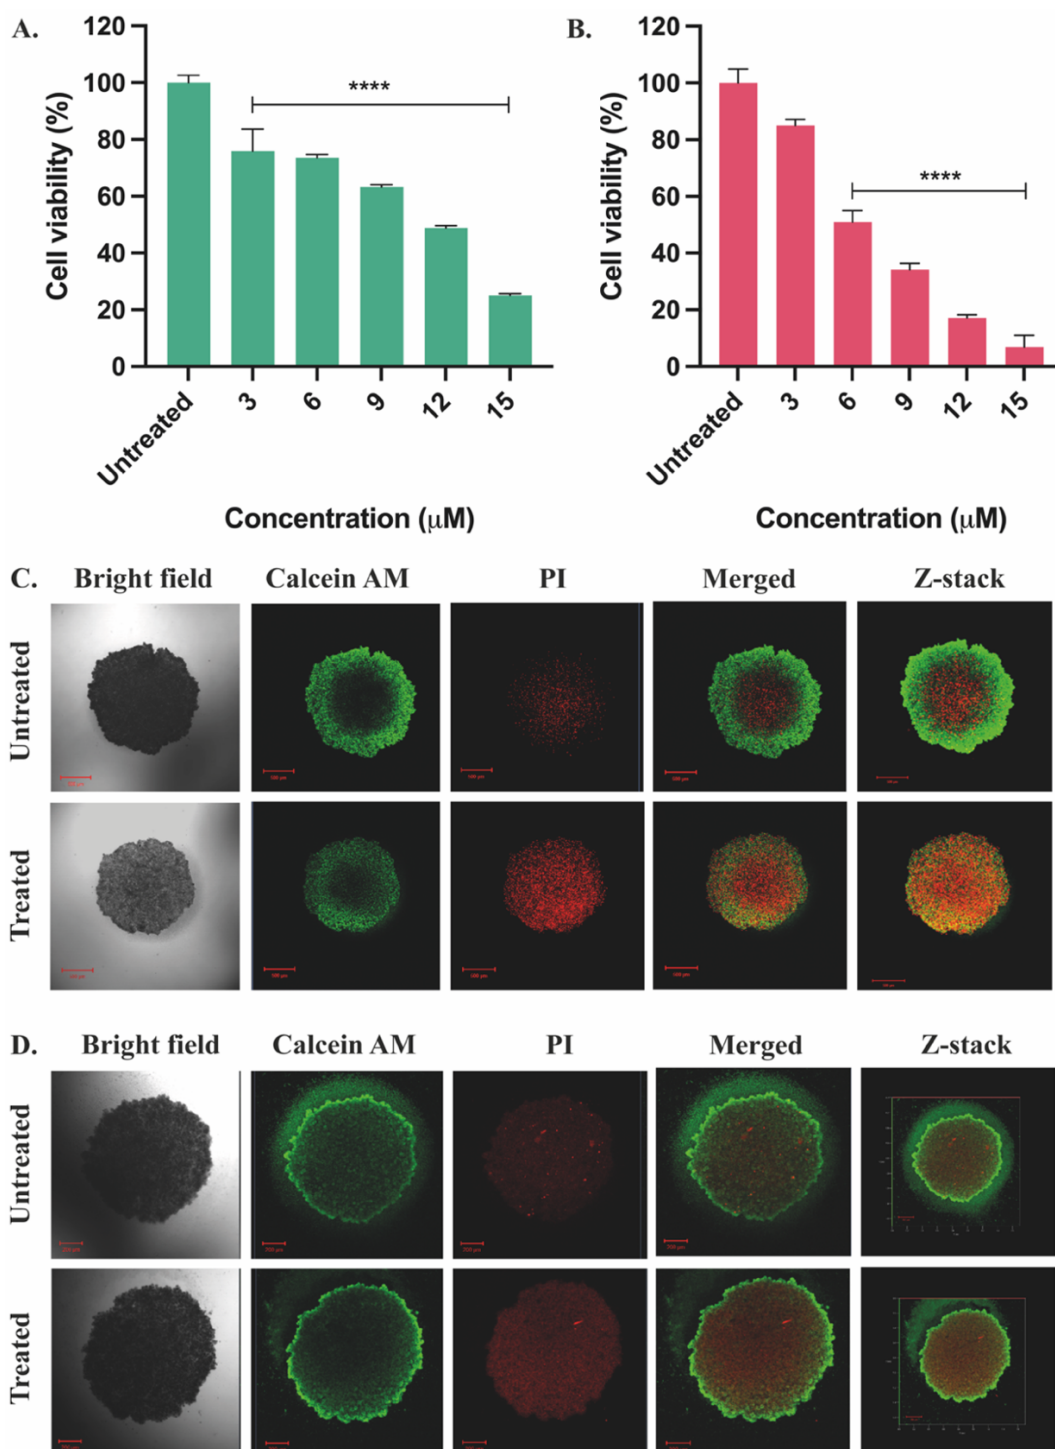 A.
120
100
80
60
40
20
0
Cell viability (%)
****
Untreated
3
6
9
12
15
Concentration (μM)
B.
120
100
80
60
40
20
0
Cell viability (%)
****
Untreated
3
6
9
12
15
Concentration (μM)
C.
Bright field
Calcein AM
PI
Merged
Z-stack
Untreated
Treated
D.
Bright field
Calcein AM
PI
Merged
Z-stack
Untreated
Treated